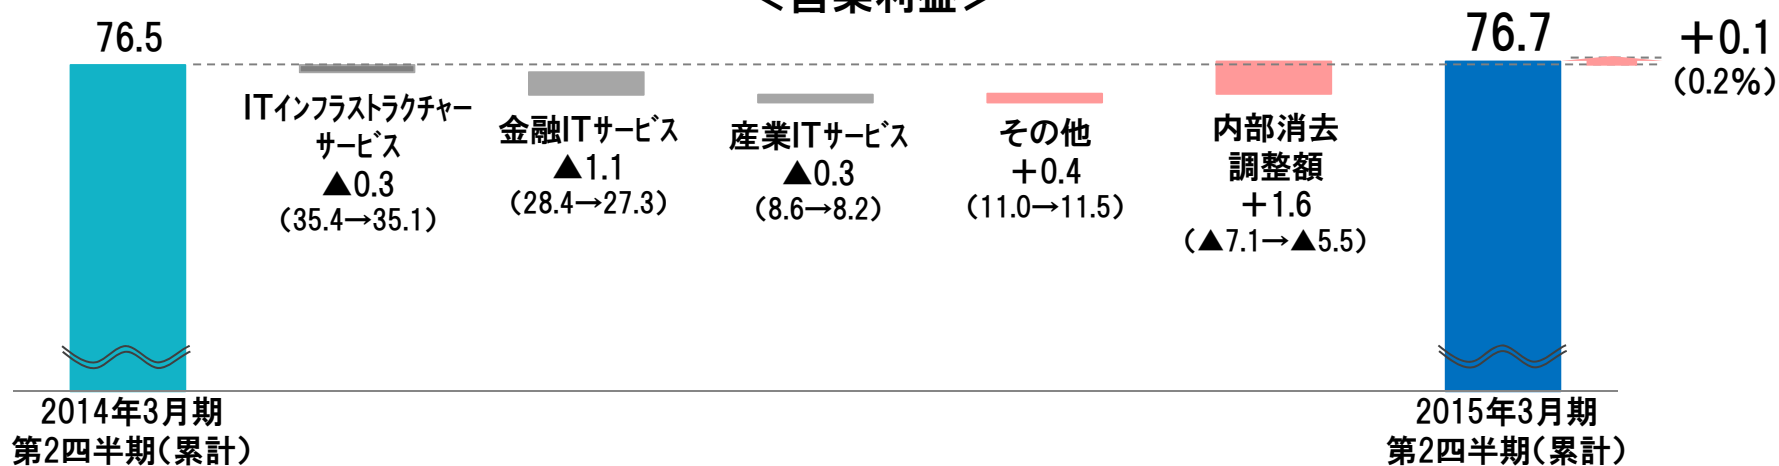 ＜営業利益＞
76.5
76.7
＋0.1
(0.2%)
ITインフラストラクチャー
サービス
▲0.3
(35.4→35.1)
金融ITサービス
▲1.1
(28.4→27.3)
産業ITサービス
▲0.3
(8.6→8.2)
その他
＋0.4
(11.0→11.5)
内部消去
調整額
＋1.6
(▲7.1→▲5.5)
2014年3月期
第2四半期(累計)
2015年3月期
第2四半期(累計)